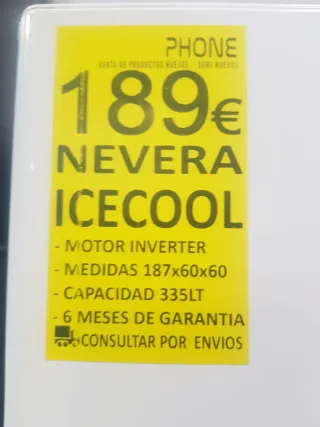 PHONE
VENTA DE PRODUCTOS NUEVOS SEMI NUEVOS
189€
NEVERA
ICECOOL
- MOTOR INVERTER
- MEDIDAS 187x60x60
- CAPACIDAD 335LT
- 6 MESES DE GARANTIA
CONSULTAR POR ENVIOS